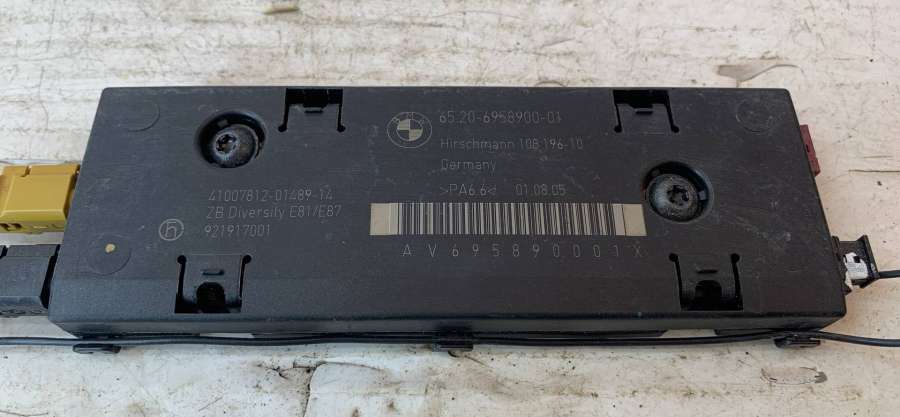 BMW
65.20-6958900-01
Hirschmann 108 196-10
Germany
>PA6.6< 01.08.05
41007812-01489-14
ZB Diversity E81/E87
h 921917001
AV695890001X